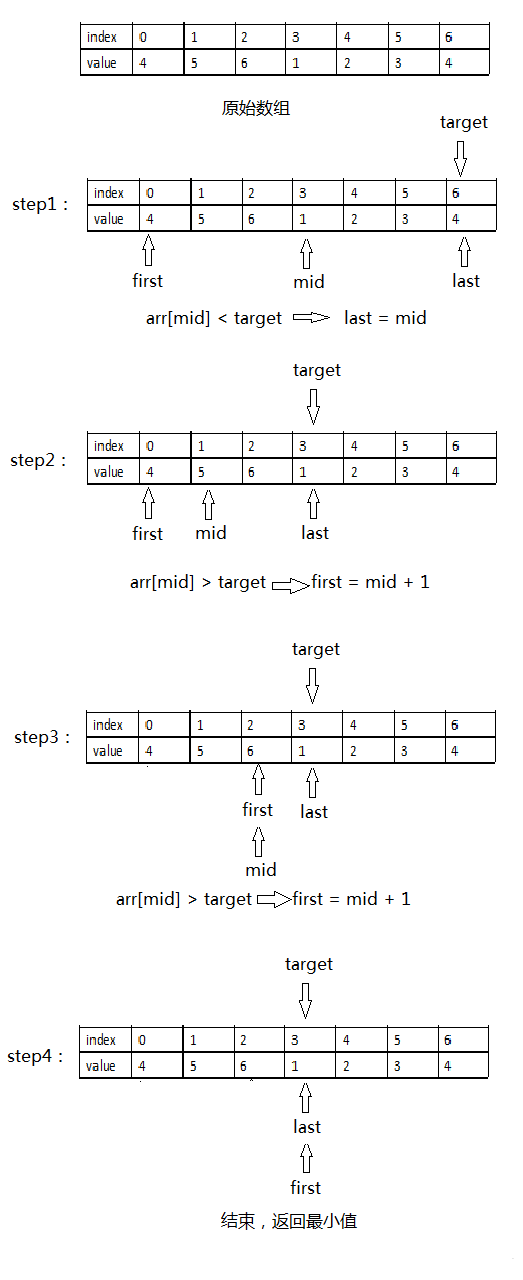 index 0 1 2 3 4 5 6
value 4 5 6 1 2 3 4
原始数组
target
step1：
index 0 1 2 3 4 5 6
value 4 5 6 1 2 3 4
first mid last
arr[mid] < target last = mid
target
step2：
index 0 1 2 3 4 5 6
value 4 5 6 1 2 3 4
first mid last
arr[mid] > target first = mid + 1
target
step3：
index 0 1 2 3 4 5 6
value 4 5 6 1 2 3 4
first last
mid
arr[mid] > target first = mid + 1
target
step4：
index 0 1 2 3 4 5 6
value 4 5 6 1 2 3 4
last
first
结束，返回最小值